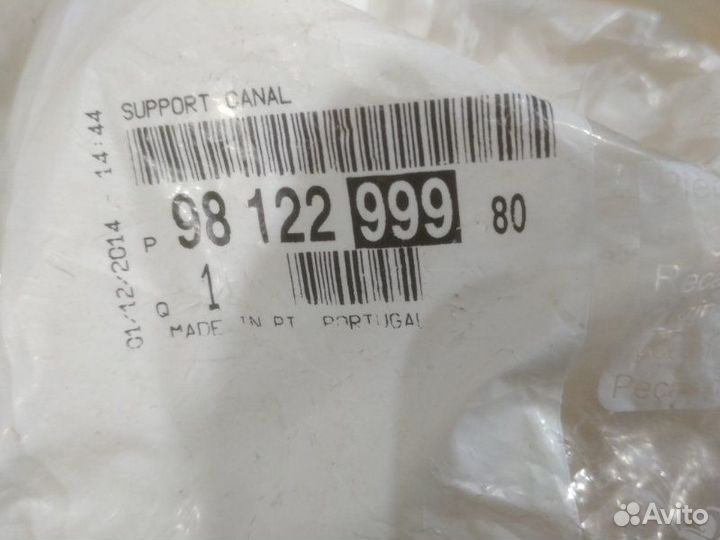 SUPPORT CANAL
01/12/2014 - 14:44
P 98 122 999 80
Q 1
MADE IN PT PORTUGAL
Avito